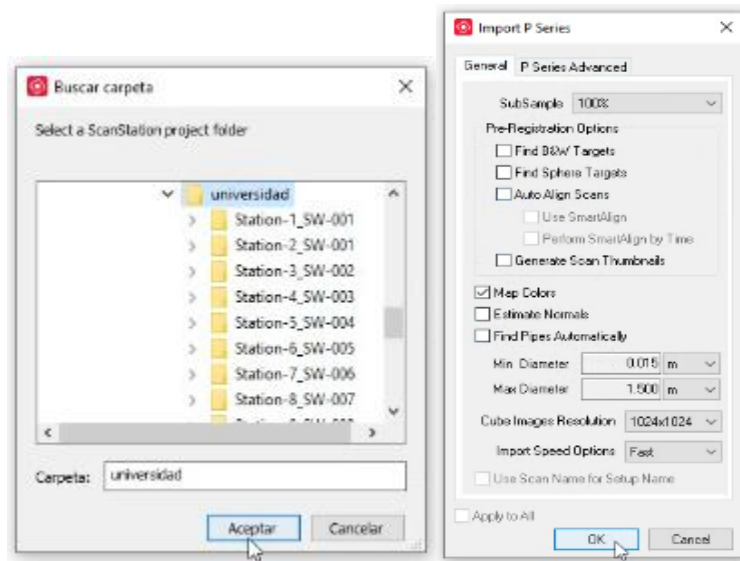 Buscar carpeta
Select a ScanStation project folder
universidad
Station-1_SW-001
Station-2_SW-001
Station-3_SW-002
Station-4_SW-003
Station-5_SW-004
Station-6_SW-005
Station-7_SW-006
Station-8_SW-007
Carpeta: universidad
Aceptar Cancelar
Import P Series
General P Series Advanced
SubSample 100%
Pre-Registration Options
Find B&W Targets
Find Sphere Targets
Auto Align Scans
Use SmartAlign
Perform SmartAlign by Time
Generate Scan Thumbnails
Map Colors
Estimate Normals
Find Pipes Automatically
Min Diameter 0.015 m
Max Diameter 1.500 m
Cube Images Resolution 1024x1024
Import Speed Options Fast
Use Scan Name for Setup Name
Apply to All
OK Cancel